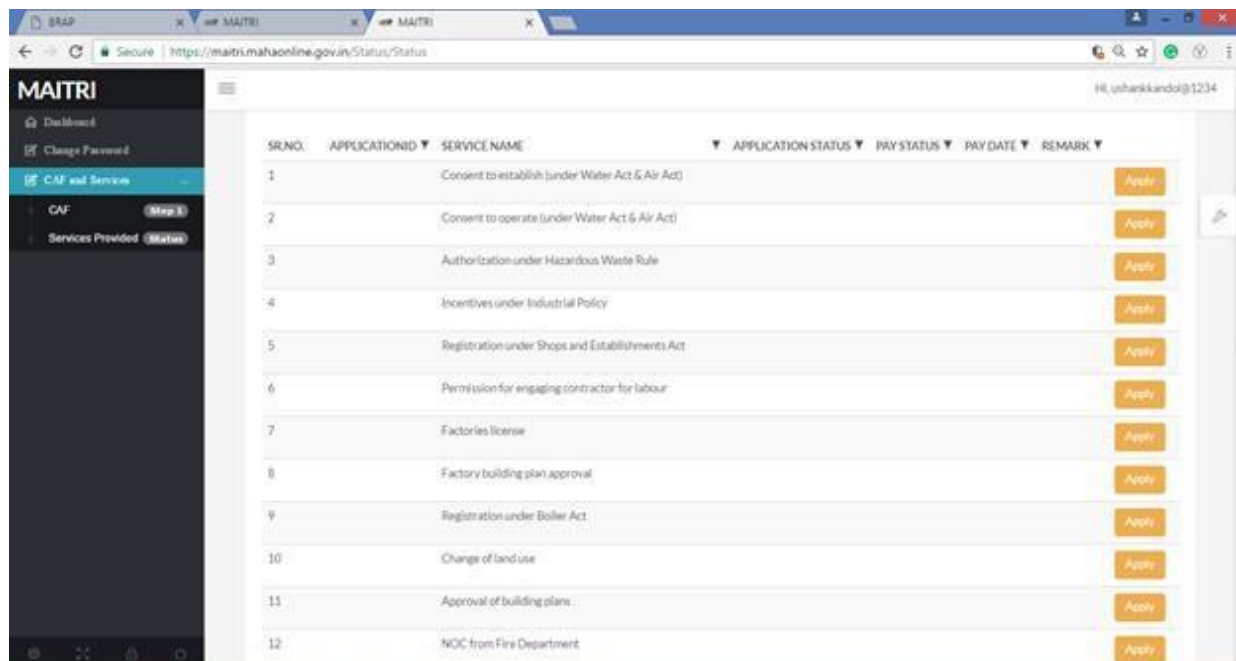 BRAP MAITRI MAITRI
Secure https://maitri.mahaonline.gov.in/Status/Status
MAITRI Hi, ushankkandoi@1234
Dashboard
Change Password
CAF and Services
CAF Step 1
Services Provided Status
SR.NO. APPLICATIONID ▼ SERVICE NAME ▼ APPLICATION STATUS ▼ PAY STATUS ▼ PAY DATE ▼ REMARK ▼
1 Consent to establish (under Water Act & Air Act) Apply
2 Consent to operate (under Water Act & Air Act) Apply
3 Authorization under Hazardous Waste Rule Apply
4 Incentives under Industrial Policy Apply
5 Registration under Shops and Establishments Act Apply
6 Permission for engaging contractor for labour Apply
7 Factories license Apply
8 Factory building plan approval Apply
9 Registration under Boiler Act Apply
10 Change of land use Apply
11 Approval of building plans Apply
12 NOC from Fire Department Apply